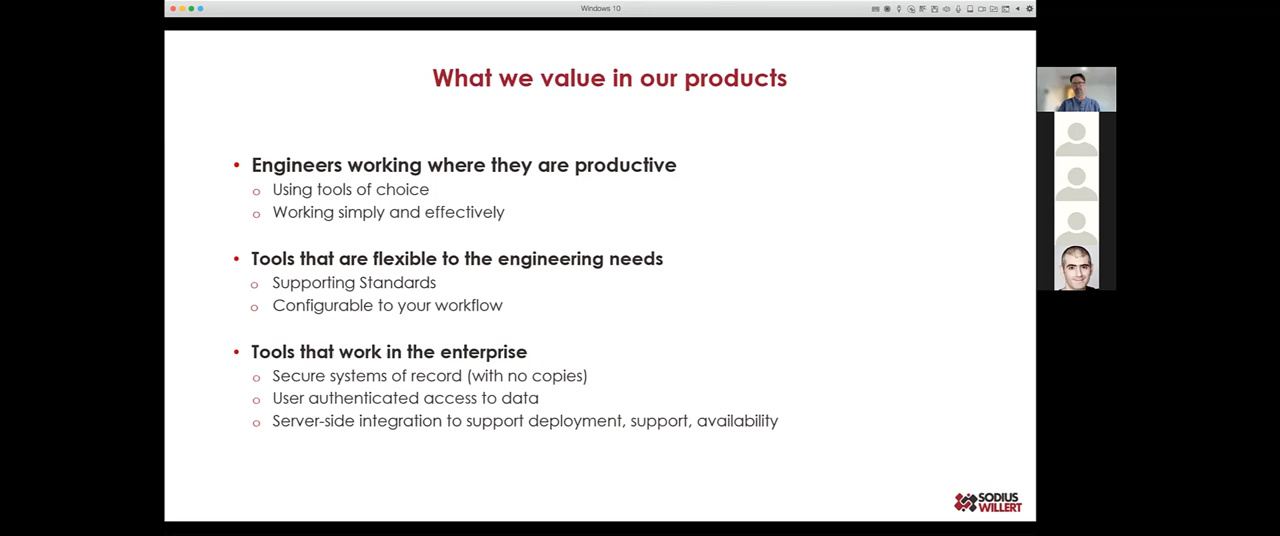 Windows 10
What we value in our products
• Engineers working where they are productive
o Using tools of choice
o Working simply and effectively
• Tools that are flexible to the engineering needs
o Supporting Standards
o Configurable to your workflow
• Tools that work in the enterprise
o Secure systems of record (with no copies)
o User authenticated access to data
o Server-side integration to support deployment, support, availability
SODIUS
WILLERT